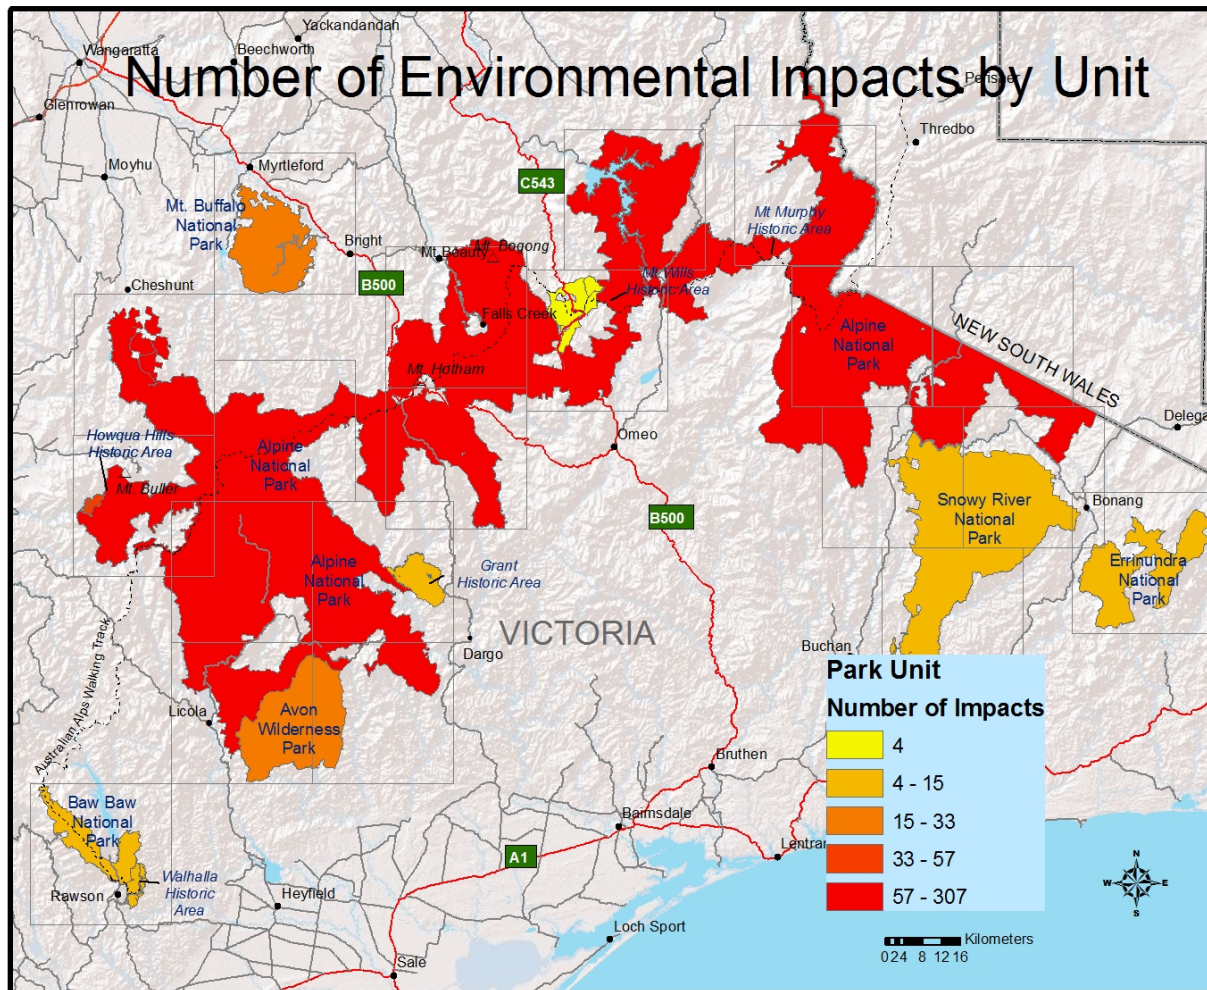 Number of Environmental Impacts by Unit
Yackandandah
Wangaratta
Beechworth
Perisher
Glenrowan
Thredbo
Moyhu
Myrtleford
C543
Mt. Buffalo
National
Park
Mt Murphy
Historic Area
Bright
Mt Beauty
Mt. Bogong
B500
Cheshunt
Mt Wills
Historic Area
Falls Creek
Alpine
National
Park
NEW SOUTH WALES
Mt. Hotham
Delega
Howqua Hills
Historic Area
Omeo
Alpine
National
Park
Mt. Buller
Snowy River
National
Park
Bonang
B500
Alpine
National
Park
Grant
Historic Area
Errinundra
National
Park
VICTORIA
Dargo
Buchan
Australian Alps Walking Track
Licola
Avon
Wilderness
Park
Park Unit
Number of Impacts
4
4 - 15
15 - 33
33 - 57
57 - 307
Bruthen
Baw Baw
National
Park
Bairnsdale
A1
Lentran
Walhalla
Historic
Area
Rawson
Heyfield
Loch Sport
Sale
N
W
E
S
Kilometers
0 2 4 8 12 16